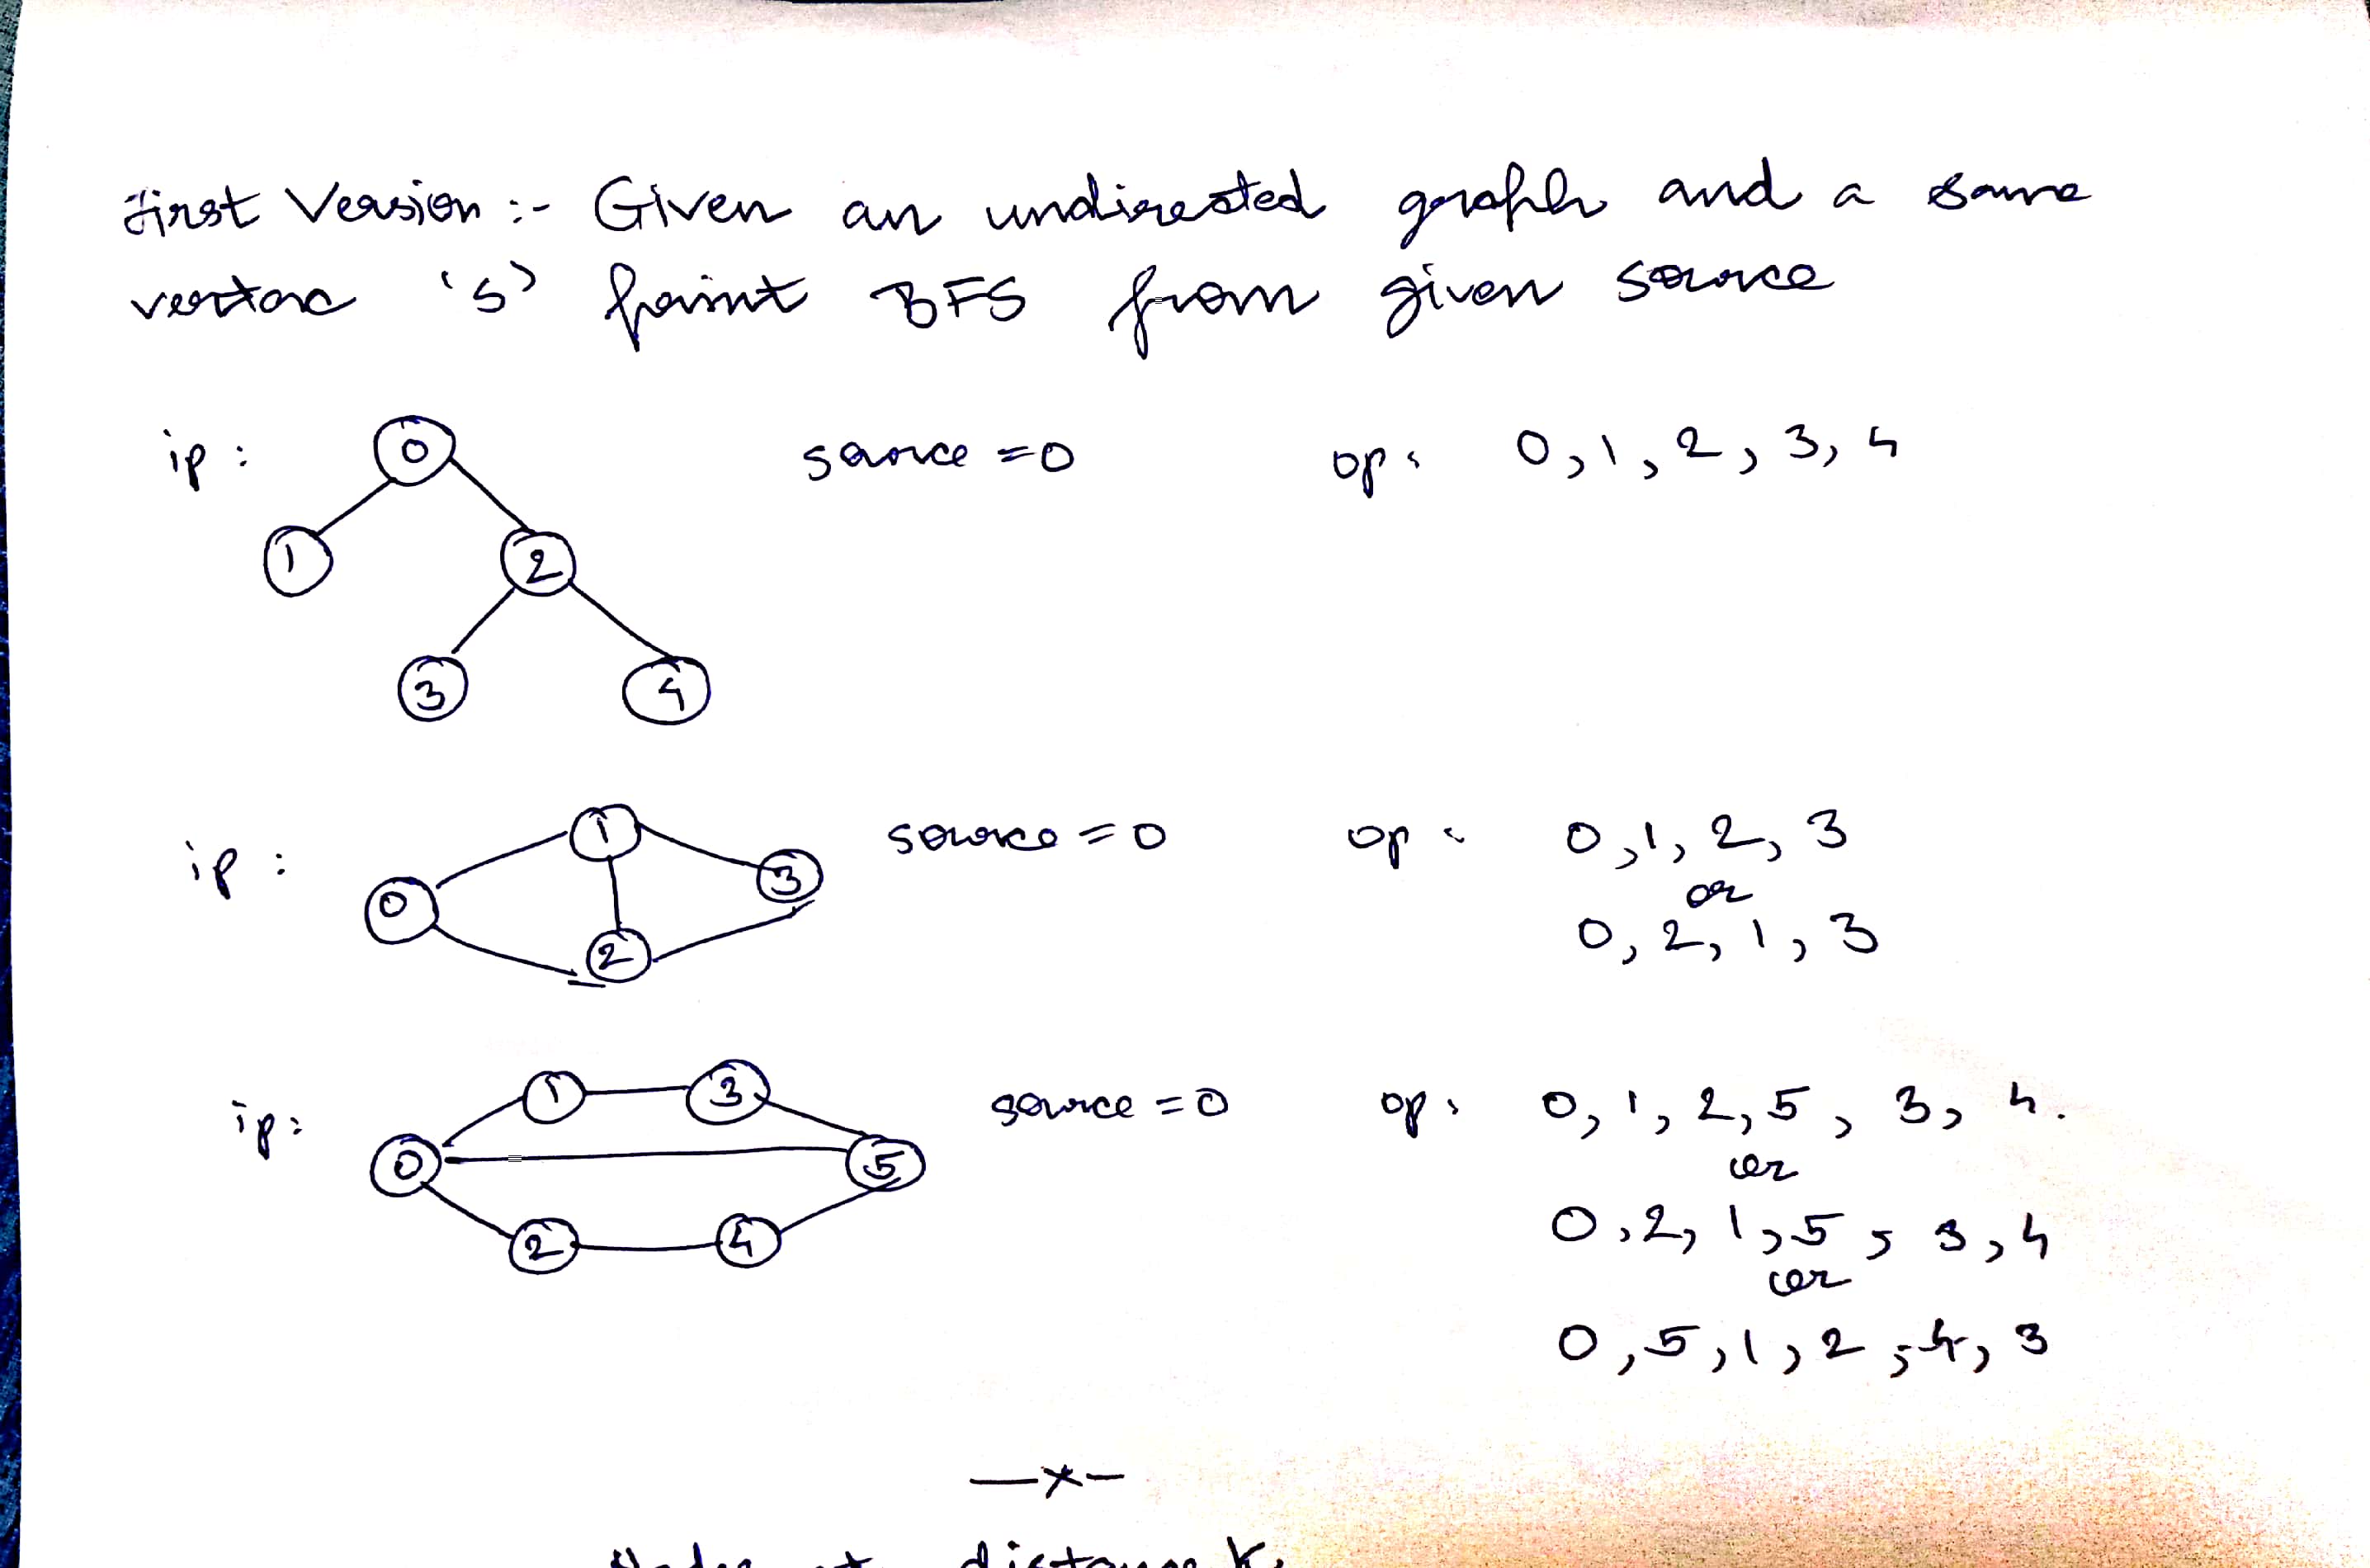 First Version :- Given an undirected graph and a source
vertex 's' print BFS from given source
ip :
0
1
2
3
4
source = 0
op : 0, 1, 2, 3, 4
ip :
0
1
2
3
source = 0
op : 0, 1, 2, 3
or
0, 2, 1, 3
ip :
0
1
3
5
2
4
source = 0
op : 0, 1, 2, 5, 3, 4.
or
0, 2, 1, 5, 3, 4
or
0, 5, 1, 2, 4, 3
—x—
distance K